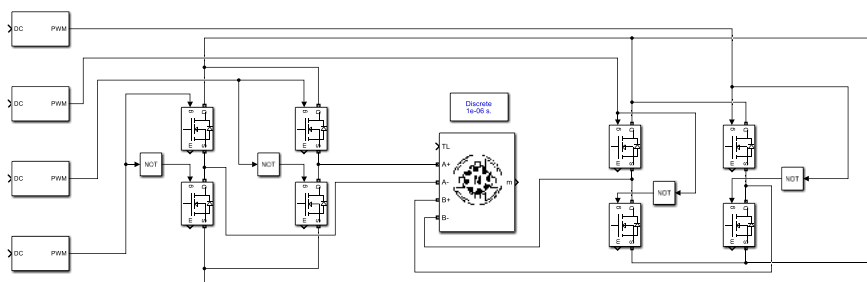 DC PWM
DC PWM
DC PWM
DC PWM
Discrete
1e-06 s.
TL
A+
A-
B+
B-
m
NOT
NOT
NOT
NOT
g D
m S
g D
m S
g D
m S
g D
m S
g D
m S
g D
m S
g D
m S
g D
m S